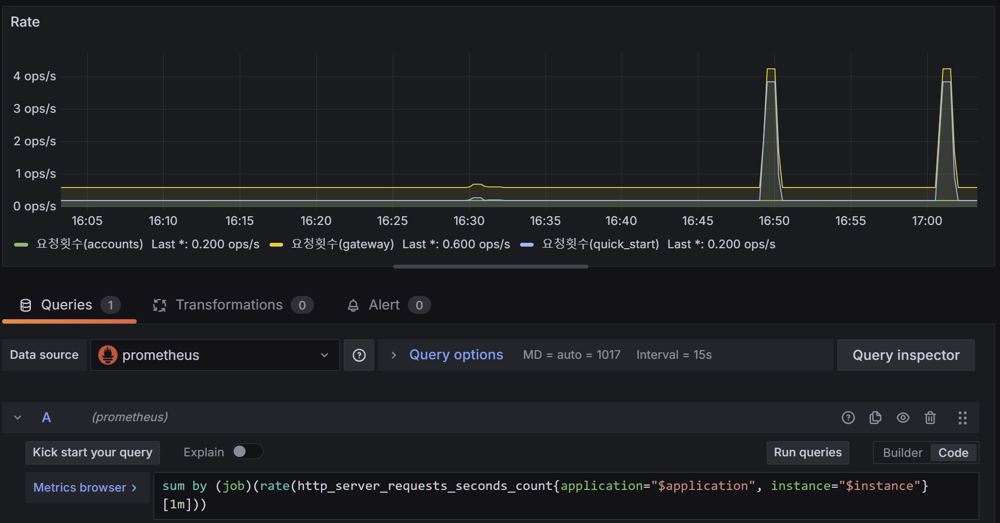 Rate
4 ops/s
3 ops/s
2 ops/s
1 ops/s
0 ops/s
16:05 16:10 16:15 16:20 16:25 16:30 16:35 16:40 16:45 16:50 16:55 17:00
요청횟수(accounts) Last *: 0.200 ops/s 요청횟수(gateway) Last *: 0.600 ops/s 요청횟수(quick_start) Last *: 0.200 ops/s
Queries 1 Transformations 0 Alert 0
Data source prometheus Query options MD = auto = 1017 Interval = 15s Query inspector
A (prometheus)
Kick start your query Explain Run queries Builder Code
Metrics browser > sum by (job)(rate(http_server_requests_seconds_count{application="$application", instance="$instance"}
[1m]))